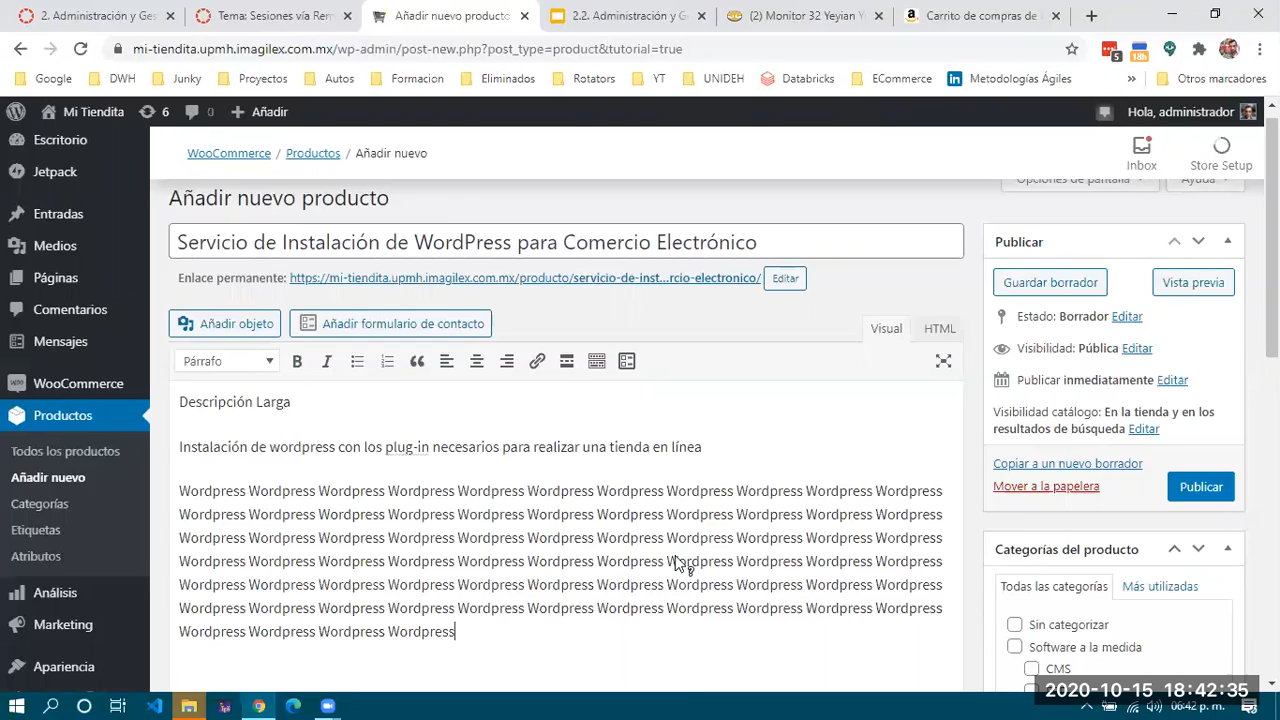 2. Administración y Ges
Tema: Sesiones vía Rem
Añadir nuevo producto
2.2. Administración y G
(2) Monitor 32 Yeyian Y
Carrito de compras de
mi-tiendita.upmh.imagilex.com.mx/wp-admin/post-new.php?post_type=product&tutorial=true
5
18h
Google
DWH
Junky
Proyectos
Autos
Formacion
Eliminados
Rotators
YT
UNIDEH
Databricks
ECommerce
Metodologías Ágiles
Otros marcadores
Mi Tiendita
6
0
Añadir
Hola, administrador
Escritorio
Jetpack
Entradas
Medios
Páginas
Comentarios
Mensajes
WooCommerce
Productos
Todos los productos
Añadir nuevo
Categorías
Etiquetas
Atributos
Análisis
Marketing
Apariencia
WooCommerce / Productos / Añadir nuevo
Inbox
Store Setup
Opciones de pantalla
Ayuda
Añadir nuevo producto
Servicio de Instalación de WordPress para Comercio Electrónico
Enlace permanente: https://mi-tiendita.upmh.imagilex.com.mx/producto/servicio-de-inst...rcio-electronico/ Editar
Añadir objeto
Añadir formulario de contacto
Visual
HTML
Párrafo
Descripción Larga
Instalación de wordpress con los plug-in necesarios para realizar una tienda en línea
Wordpress Wordpress Wordpress Wordpress Wordpress Wordpress Wordpress Wordpress Wordpress Wordpress Wordpress
Wordpress Wordpress Wordpress Wordpress Wordpress Wordpress Wordpress Wordpress Wordpress Wordpress Wordpress
Wordpress Wordpress Wordpress Wordpress Wordpress Wordpress Wordpress Wordpress Wordpress Wordpress Wordpress
Wordpress Wordpress Wordpress Wordpress Wordpress Wordpress Wordpress Wordpress Wordpress Wordpress Wordpress
Wordpress Wordpress Wordpress Wordpress Wordpress Wordpress Wordpress Wordpress Wordpress Wordpress Wordpress
Wordpress Wordpress Wordpress Wordpress Wordpress Wordpress Wordpress Wordpress Wordpress Wordpress Wordpress
Wordpress Wordpress Wordpress Wordpress
Publicar
Guardar borrador
Vista previa
Estado: Borrador Editar
Visibilidad: Pública Editar
Publicar inmediatamente Editar
Visibilidad catálogo: En la tienda y en los
resultados de búsqueda Editar
Copiar a un nuevo borrador
Mover a la papelera
Publicar
Categorías del producto
Todas las categorías
Más utilizadas
Sin categorizar
Software a la medida
CMS
2020-10-15 18:42:35
06:42 p. m.